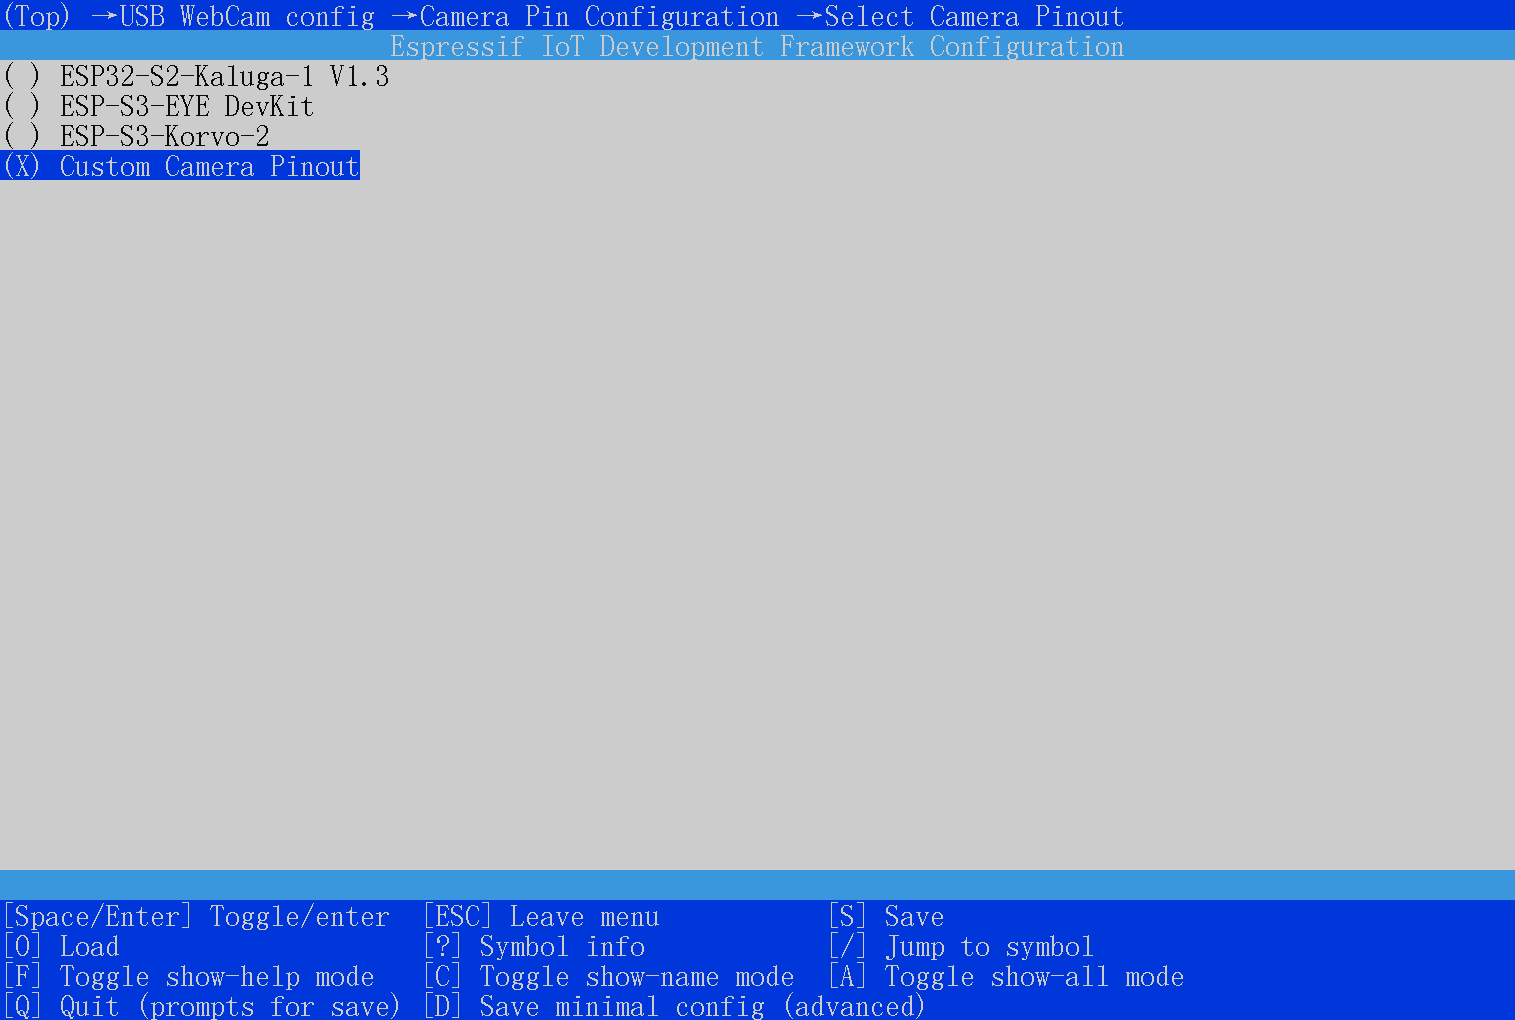 (Top) →USB WebCam config →Camera Pin Configuration →Select Camera Pinout
Espressif IoT Development Framework Configuration
( ) ESP32-S2-Kaluga-1 V1.3
( ) ESP-S3-EYE DevKit
( ) ESP-S3-Korvo-2
(X) Custom Camera Pinout
[Space/Enter] Toggle/enter [ESC] Leave menu [S] Save
[O] Load [?] Symbol info [/] Jump to symbol
[F] Toggle show-help mode [C] Toggle show-name mode [A] Toggle show-all mode
[Q] Quit (prompts for save) [D] Save minimal config (advanced)